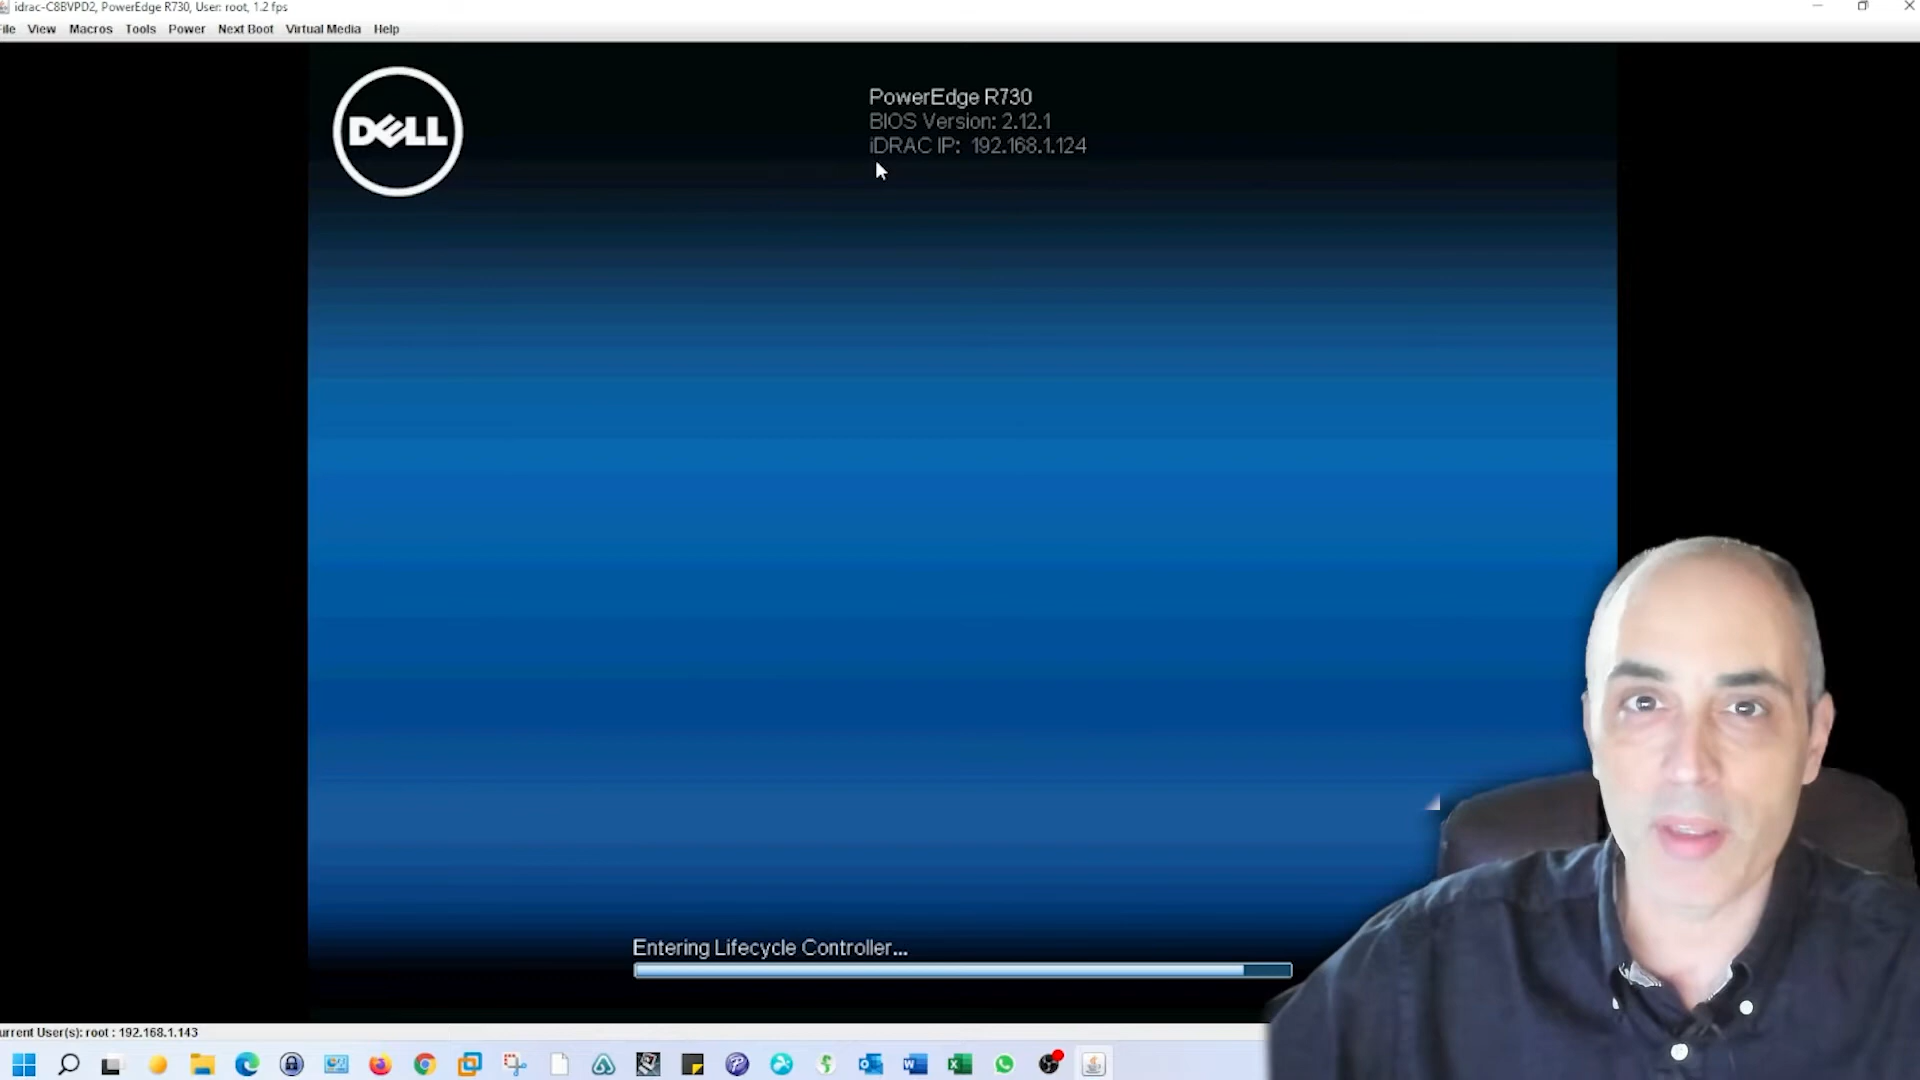 idrac-C8BVPD2, PowerEdge R730, User: root, 1.2 fps
ile View Macros Tools Power Next Boot Virtual Media Help
DELL
PowerEdge R730
BIOS Version: 2.12.1
iDRAC IP: 192.168.1.124
Entering Lifecycle Controller...
urrent User(s): root : 192.168.1.143